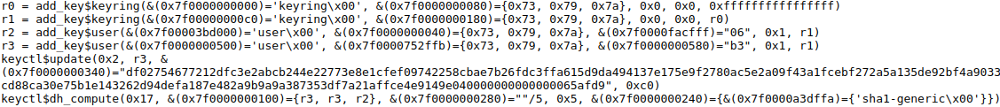 r0 = add_key$keyring(&(0x7f0000000000)='keyring\x00', &(0x7f0000000080)={0x73, 0x79, 0x7a}, 0x0, 0x0, 0xffffffffffffffff)
r1 = add_key$keyring(&(0x7f00000000c0)='keyring\x00', &(0x7f0000000180)={0x73, 0x79, 0x7a}, 0x0, 0x0, r0)
r2 = add_key$user(&(0x7f00003bd000)='user\x00', &(0x7f0000000040)={0x73, 0x79, 0x7a}, &(0x7f0000facfff)="06", 0x1, r1)
r3 = add_key$user(&(0x7f0000000500)='user\x00', &(0x7f0000752ffb)={0x73, 0x79, 0x7a}, &(0x7f0000000580)="b3", 0x1, r1)
keyctl$update(0x2, r3, &
(0x7f0000000340)="df02754677212dfc3e2abcb244e22773e8e1cfef09742258cbae7b26fdc3ffa615d9da494137e175e9f2780ac5e2a09f43a1fcebf272a5a135de92bf4a9033
cd88ca30e75b1e143262d94defa187e482a9b9a9a387353df7a21affce4e9149e040000000000000065afd9", 0xc0)
keyctl$dh_compute(0x17, &(0x7f0000000100)={r3, r3, r2}, &(0x7f0000000280)=""/5, 0x5, &(0x7f0000000240)={&(0x7f0000a3dffa)={'sha1-generic\x00'}})